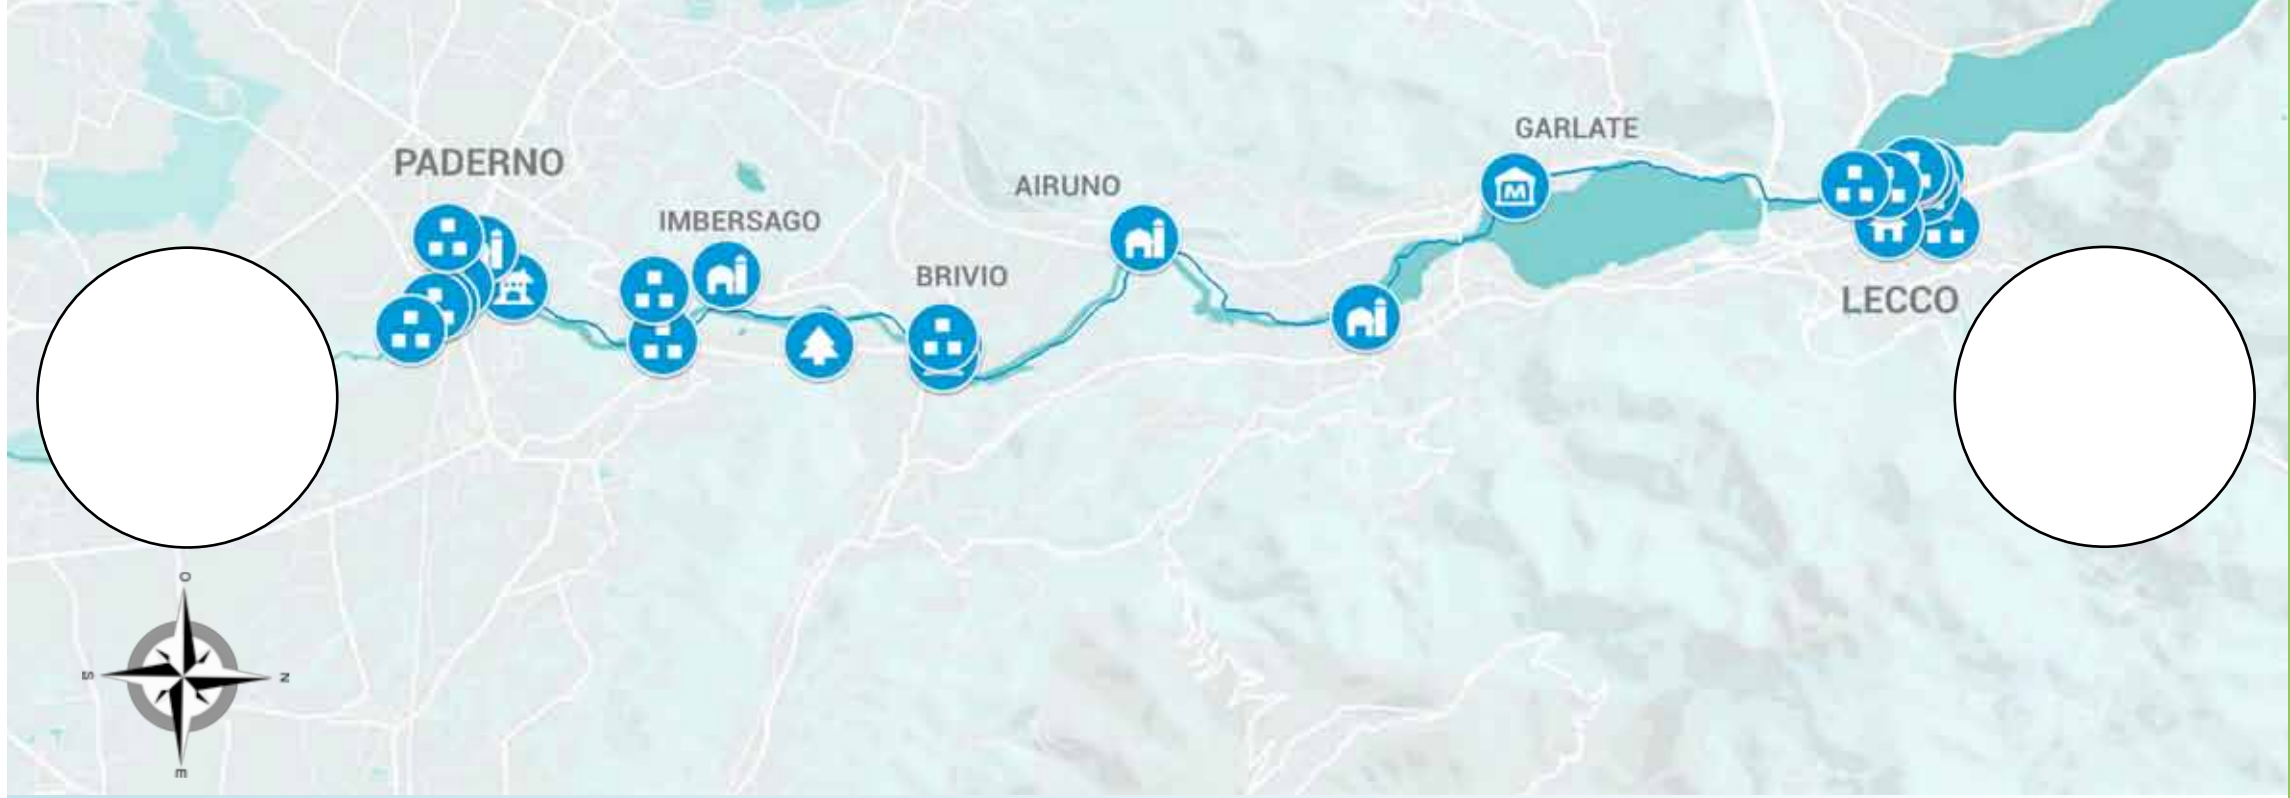 GARLATE
PADERNO
AIRUNO
IMBERSAGO
BRIVIO
LECCO
M
O
S
N
E